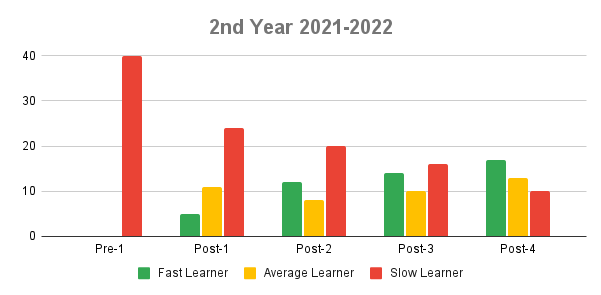 2nd Year 2021-2022
40
30
20
10
0
Pre-1 Post-1 Post-2 Post-3 Post-4
Fast Learner Average Learner Slow Learner